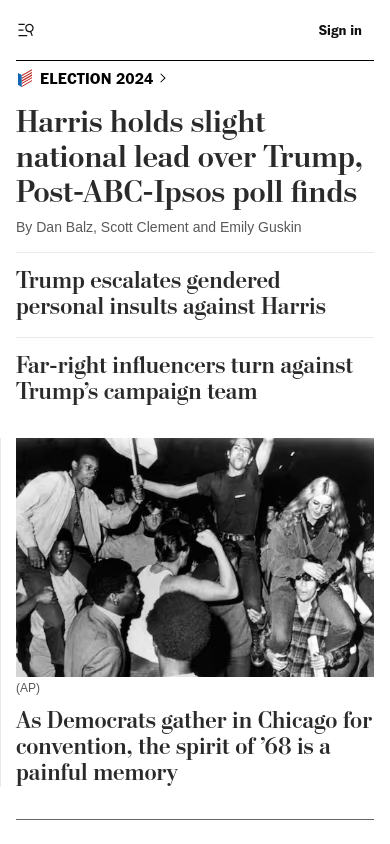 Sign in
ELECTION 2024
Harris holds slight
national lead over Trump,
Post-ABC-Ipsos poll finds
By Dan Balz, Scott Clement and Emily Guskin
Trump escalates gendered
personal insults against Harris
Far-right influencers turn against
Trump’s campaign team
(AP)
As Democrats gather in Chicago for
convention, the spirit of ’68 is a
painful memory